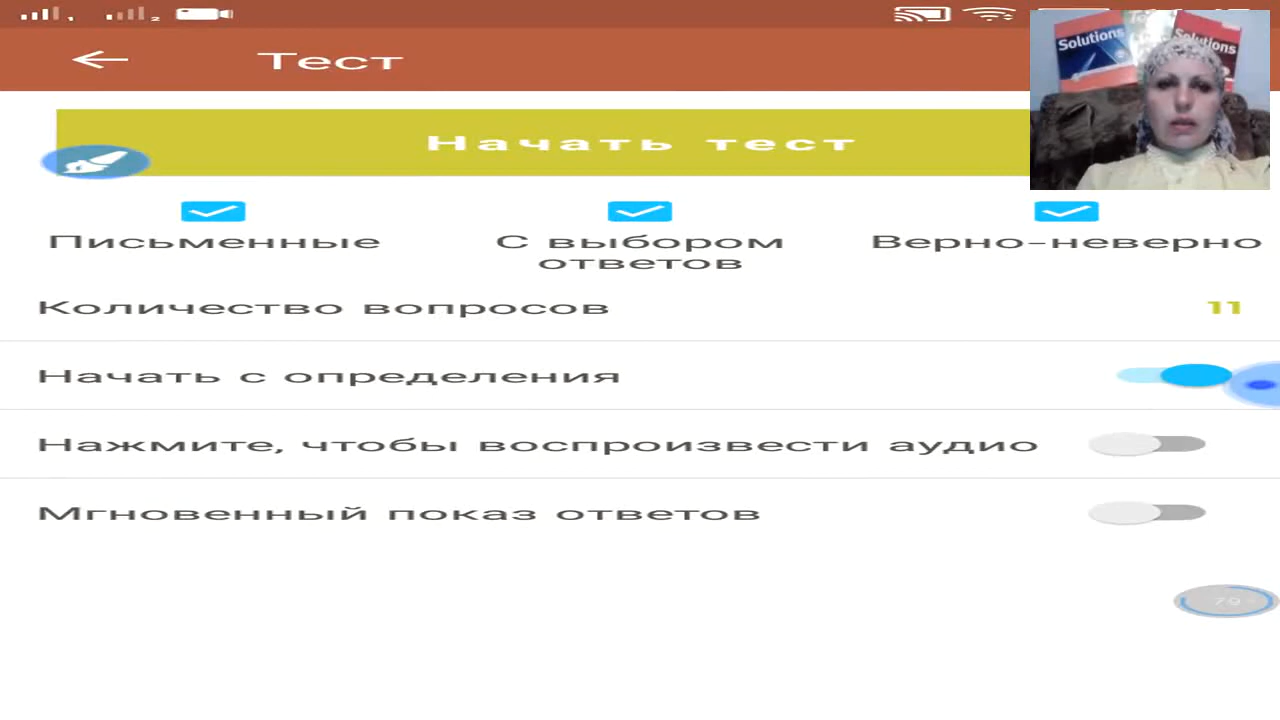 Тест
Solutions
Solutions
Начать тест
Письменные
С выбором
ответов
Верно-неверно
Количество вопросов
11
Начать с определения
Нажмите, чтобы воспроизвести аудио
Мгновенный показ ответов
79